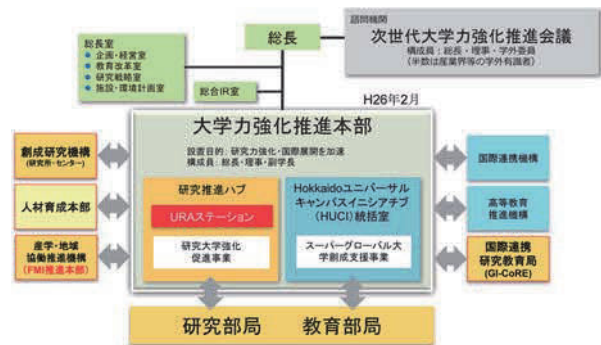 諮問機関
次世代大学力強化推進会議
構成員：総長・理事・学外委員
（半数は産業界等の学外有識者）
総長
総長室
企画・経営室
教育改革室
研究戦略室
施設・環境計画室
総合IR室
H26年2月
大学力強化推進本部
設置目的：研究力強化・国際展開を加速
構成員：総長・理事・副学長
創成研究機構
（研究所・センター）
人材育成本部
産学・地域
協働推進機構
（FMI推進本部）
研究推進ハブ
URAステーション
研究大学強化
促進事業
Hokkaidoユニバーサル
キャンパスイニシアチブ
（HUCI）統括室
スーパーグローバル大
学創成支援事業
国際連携機構
高等教育
推進機構
国際連携
研究教育局
(GI-CoRE)
研究部局 教育部局